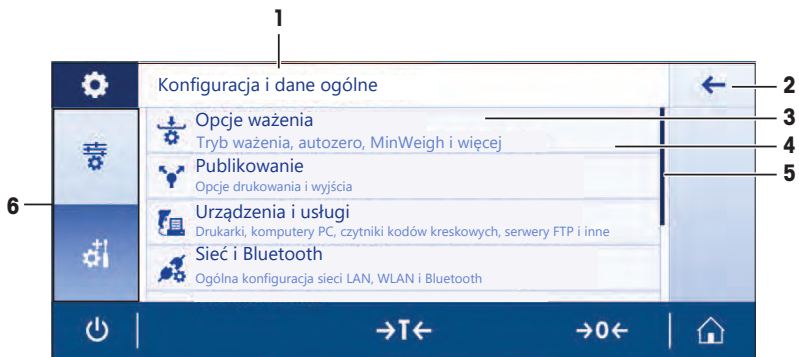 1
Konfiguracja i dane ogólne
2
Opcje ważenia
3
Tryb ważenia, autozero, MinWeigh i więcej
4
Publikowanie
5
Opcje drukowania i wyjścia
6
Urządzenia i usługi
Drukarki, komputery PC, czytniki kodów kreskowych, serwery FTP i inne
Sieć i Bluetooth
Ogólna konfiguracja sieci LAN, WLAN i Bluetooth
→T← →0←